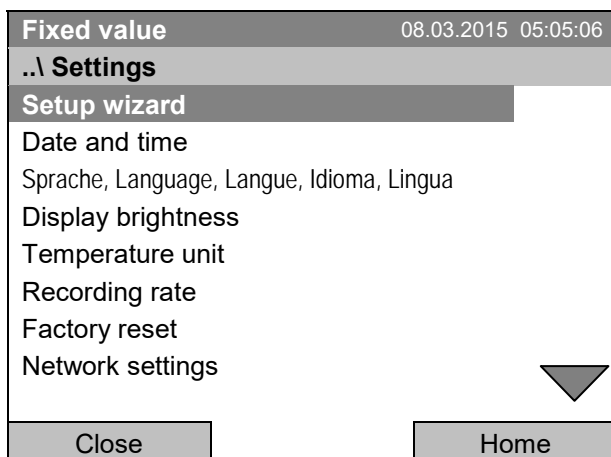 Fixed value 08.03.2015 05:05:06
..\ Settings
Setup wizard
Date and time
Sprache, Language, Langue, Idioma, Lingua
Display brightness
Temperature unit
Recording rate
Factory reset
Network settings
Close Home